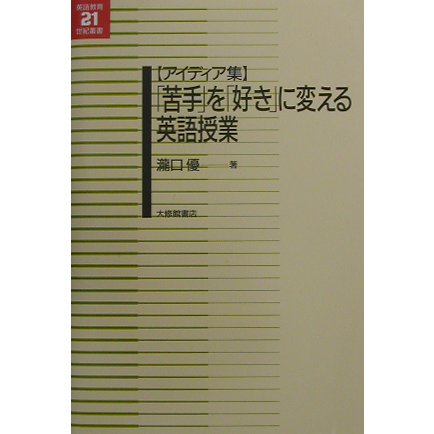 英語教育
21
世紀叢書
【アイディア集】
「苦手」を「好き」に変える
英語授業
瀧口優 著
大修館書店